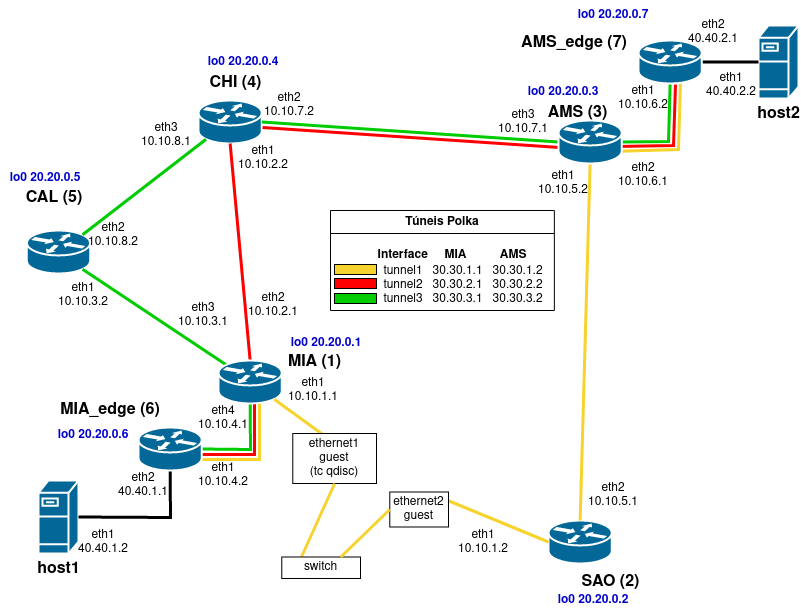 lo0 20.20.0.7
eth2
40.40.2.1
AMS_edge (7)
eth1
40.40.2.2
host2
lo0 20.20.0.4
CHI (4)
eth2
10.10.7.2
eth3
10.10.8.1
eth1
10.10.2.2
lo0 20.20.0.3
eth1
10.10.6.2
AMS (3)
eth3
10.10.7.1
eth1
10.10.5.2
eth2
10.10.6.1
lo0 20.20.0.5
CAL (5)
eth2
10.10.8.2
eth1
10.10.3.2
Túneis Polka
Interface MIA AMS
tunnel1 30.30.1.1 30.30.1.2
tunnel2 30.30.2.1 30.30.2.2
tunnel3 30.30.3.1 30.30.3.2
eth3
10.10.3.1
eth2
10.10.2.1
lo0 20.20.0.1
MIA (1)
eth1
10.10.1.1
MIA_edge (6)
lo0 20.20.0.6
eth4
10.10.4.1
eth1
10.10.4.2
eth2
40.40.1.1
eth1
40.40.1.2
host1
ethernet1
guest
(tc qdisc)
ethernet2
guest
switch
eth2
10.10.5.1
eth1
10.10.1.2
SAO (2)
lo0 20.20.0.2